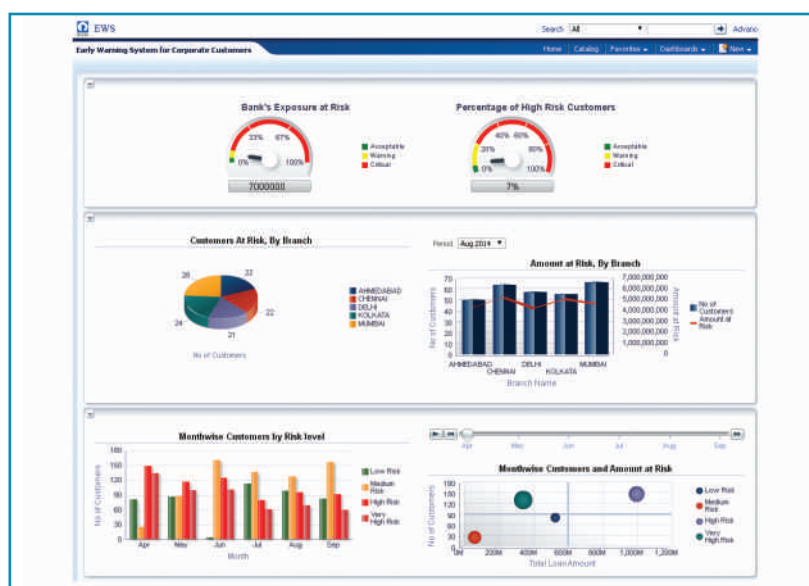 EWS
Search All Advanc
Early Warning System for Corporate Customers
Home Catalog Favorites Dashboards New
Bank's Exposure at Risk
33% 67%
0% 100%
7000000
Acceptable
Warning
Critical
Percentage of High Risk Customers
40% 60%
20% 80%
0% 100%
7%
Acceptable
Warning
Critical
Customers At Risk, By Branch
22
22
21
24
AHMEDABAD
CHENNAI
DELHI
KOLKATA
MUMBAI
No of Customers
Period Aug,2014
Amount at Risk, By Branch
No of Customers
70
60
50
40
30
20
10
0
7,000,000,000
6,000,000,000
5,000,000,000
4,000,000,000
3,000,000,000
2,000,000,000
1,000,000,000
0
Amount at Risk
No of Customers
Amount at Risk
AHMEDABAD DELHI MUMBAI
CHENNAI KOLKATA
Branch Name
Monthwise Customers by Risk level
No of Customers
180
150
120
90
60
30
0
Apr May Jun Jul Aug Sep
Month
Low Risk
Medium Risk
High Risk
Very High Risk
Apr May Jun Jul Aug Sep
Monthwise Customers and Amount at Risk
No of Customers
180
150
120
90
60
30
0
0M 200M 400M 600M 800M 1,000M 1,200M
Total Loan Amount
Low Risk
Medium Risk
High Risk
Very High Risk